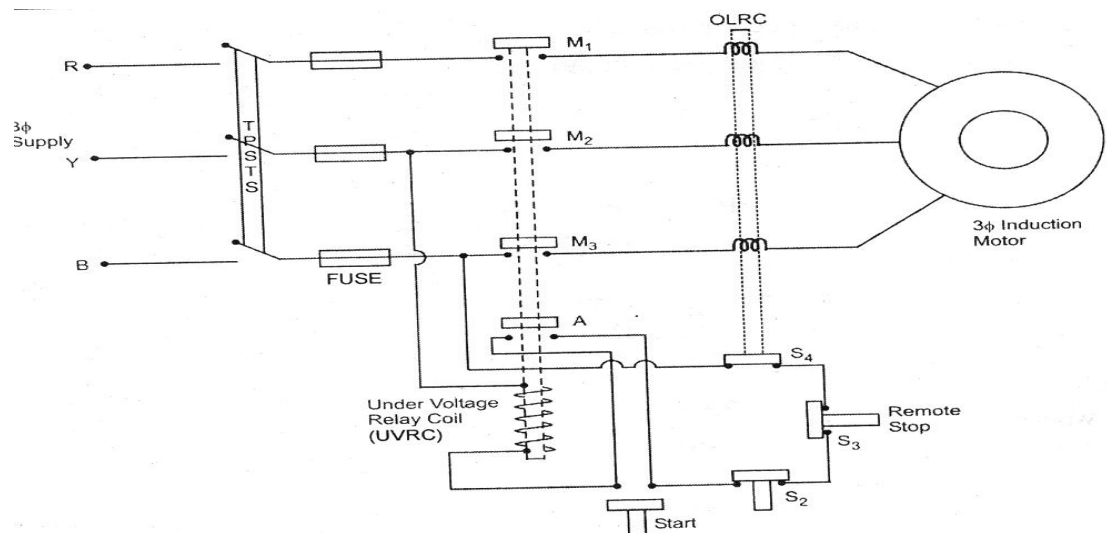 OLRC
M₁
R
3φ
Supply
TPSTS
M₂
Y
M₃
3φ Induction
Motor
B
FUSE
A
S₄
Under Voltage
Relay Coil
(UVRC)
Remote
Stop
S₃
S₂
Start